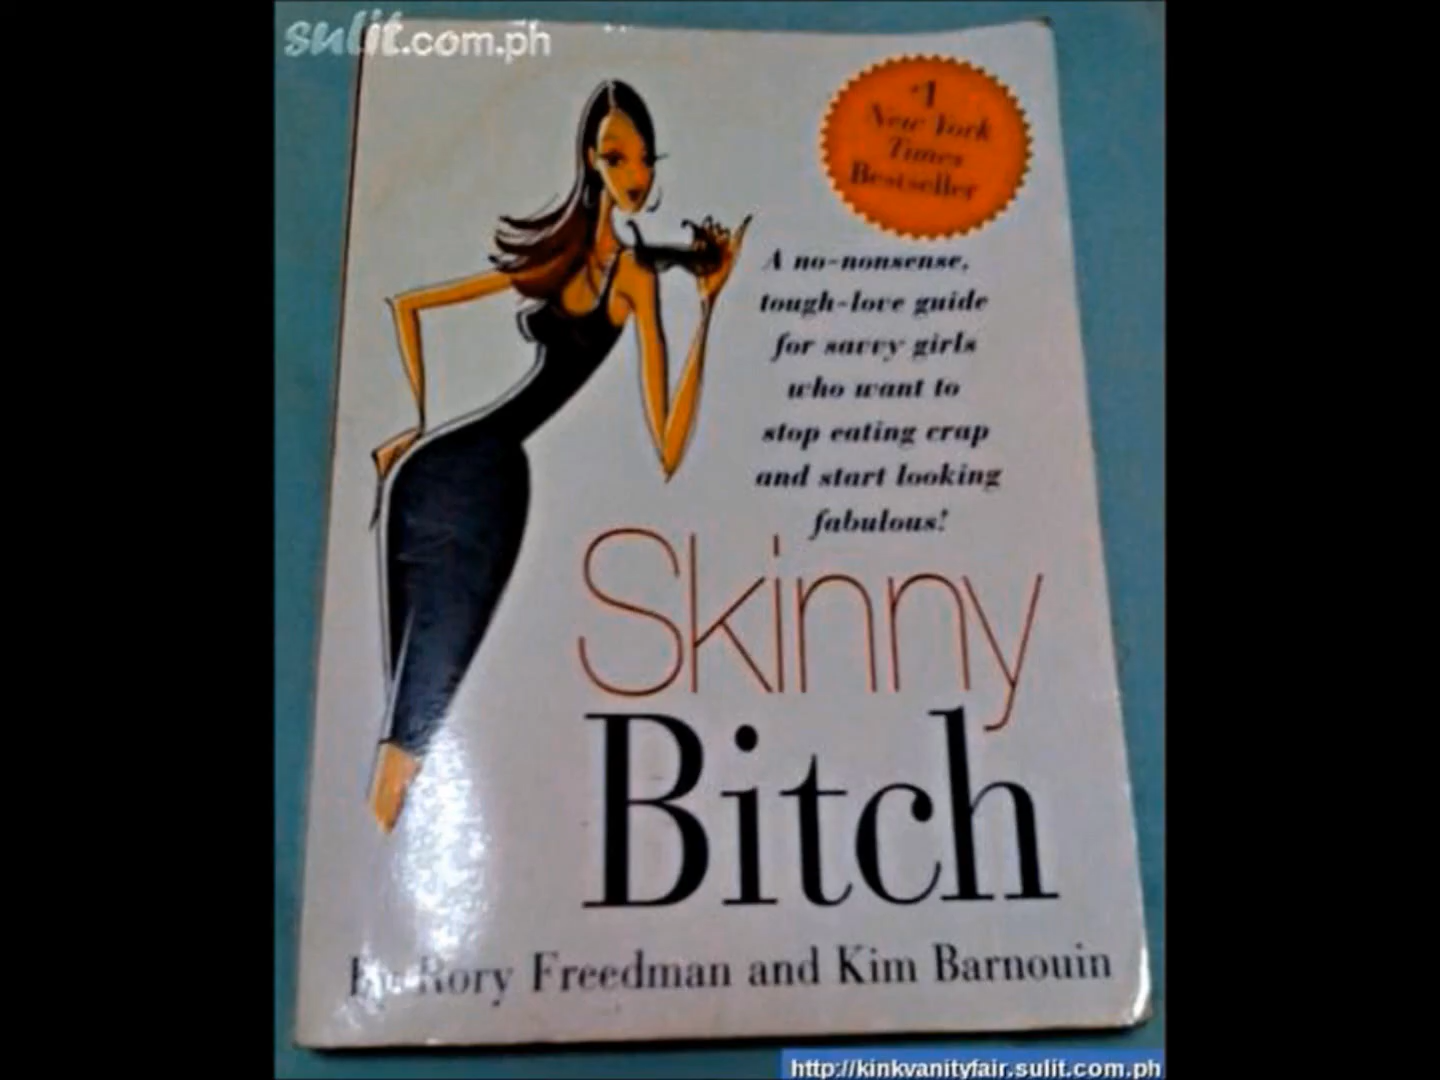 sulit.com.ph
#1
New York
Times
Bestseller
A no-nonsense,
tough-love guide
for savvy girls
who want to
stop eating crap
and start looking
fabulous!
Skinny
Bitch
By Rory Freedman and Kim Barnouin
http://kinkvanityfair.sulit.com.ph